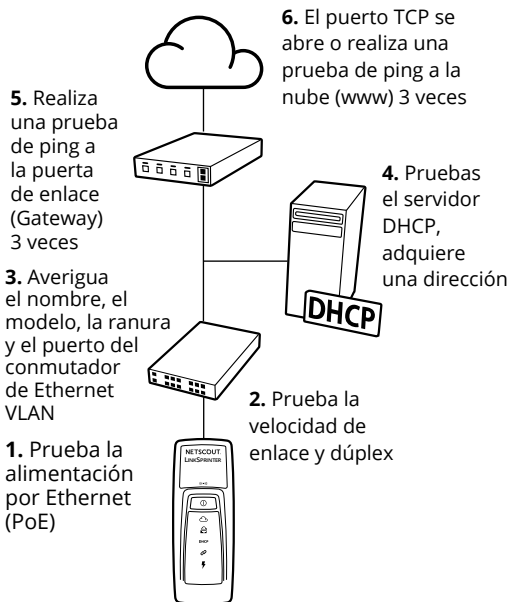 6. El puerto TCP se
abre o realiza una
prueba de ping a la
nube (www) 3 veces
5. Realiza
una prueba
de ping a
la puerta
de enlace
(Gateway)
3 veces
4. Pruebas
el servidor
DHCP,
adquiere
una dirección
DHCP
3. Averigua
el nombre, el
modelo, la ranura
y el puerto del
conmutador
de Ethernet
VLAN
2. Prueba la
velocidad de
enlace y dúplex
1. Prueba la
alimentación
por Ethernet
(PoE)
NETSCOUT
LINKSPRINTER
DHCP